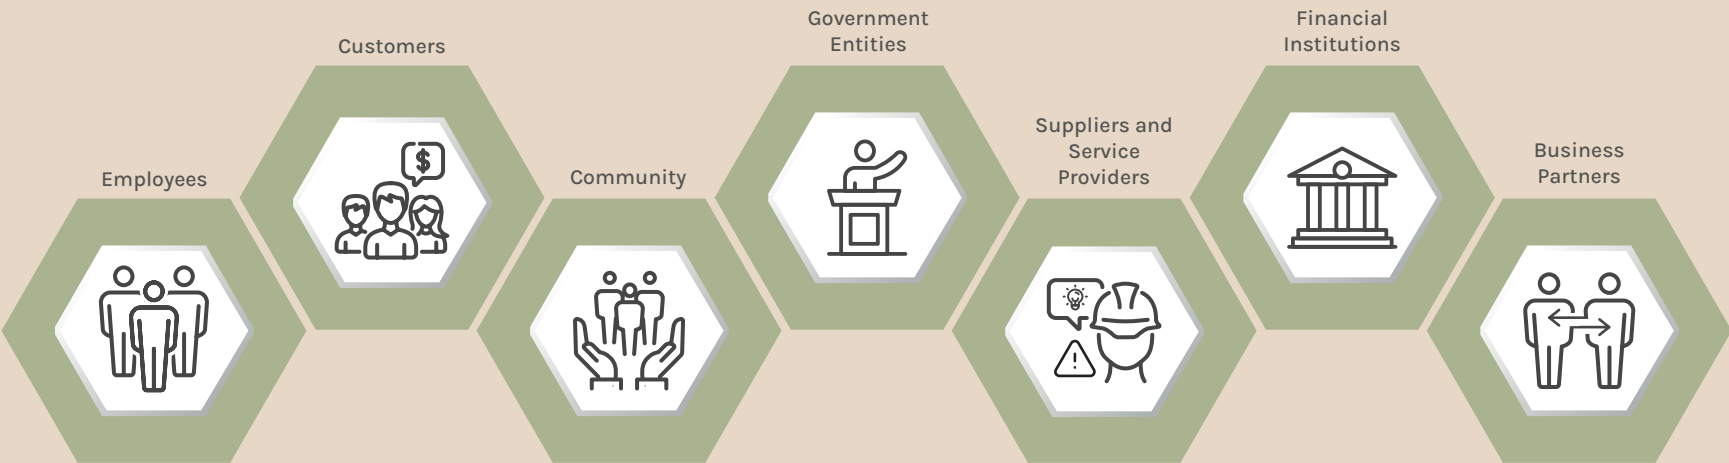 Employees
Customers
Community
Government
Entities
Suppliers and
Service
Providers
Financial
Institutions
Business
Partners
$